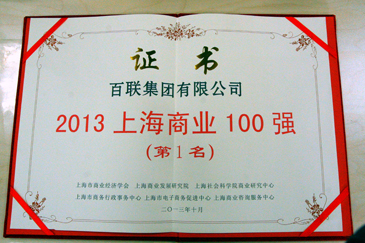 证书
百联集团有限公司
2013上海商业100强
(第1名)
上海市商业经济学会 上海商业发展研究院 上海社会科学院商业研究中心
上海市商务行政事务中心 上海市电子商务促进中心 上海商业咨询服务中心
二○一三年十月